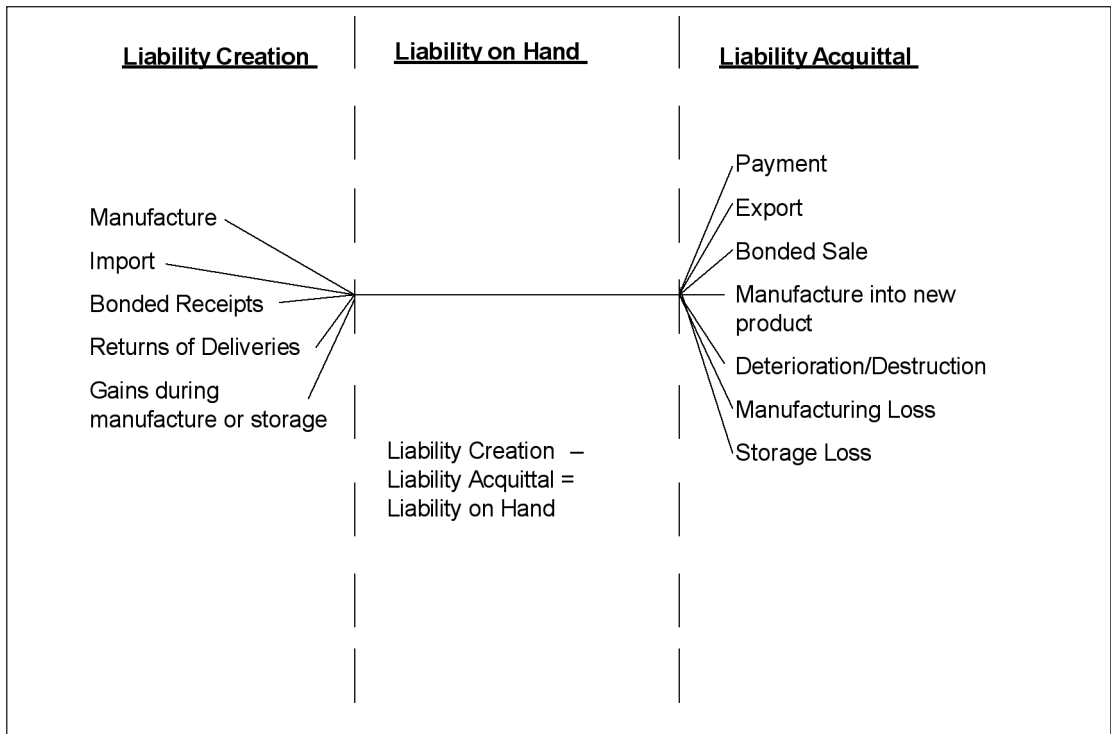 Liability Creation
Liability on Hand
Liability Acquittal
Manufacture
Import
Bonded Receipts
Returns of Deliveries
Gains during
manufacture or storage
Liability Creation –
Liability Acquittal =
Liability on Hand
Payment
Export
Bonded Sale
Manufacture into new
product
Deterioration/Destruction
Manufacturing Loss
Storage Loss